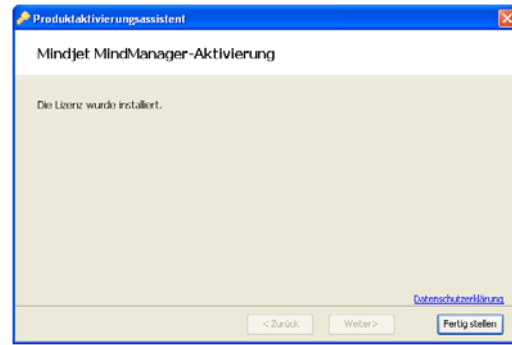 Produktaktivierungsassistent
Mindjet MindManager-Aktivierung
Die Lizenz wurde installiert.
Datenschutzerklärung
< Zurück Weiter > Fertig stellen